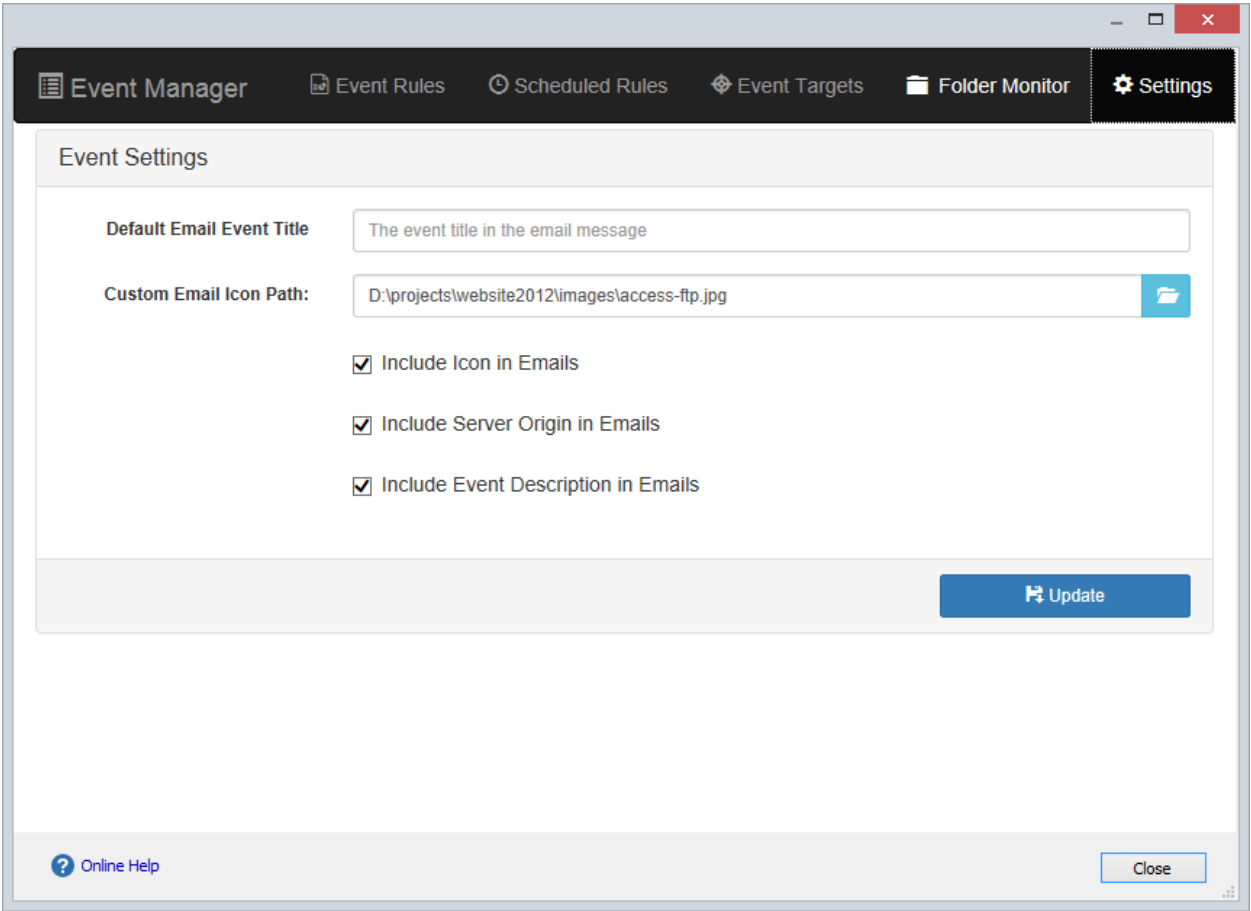 Event Manager Event Rules Scheduled Rules Event Targets Folder Monitor Settings
Event Settings
Default Email Event Title The event title in the email message
Custom Email Icon Path: D:\projects\website2012\images\access-ftp.jpg
Include Icon in Emails
Include Server Origin in Emails
Include Event Description in Emails
Update
Online Help Close